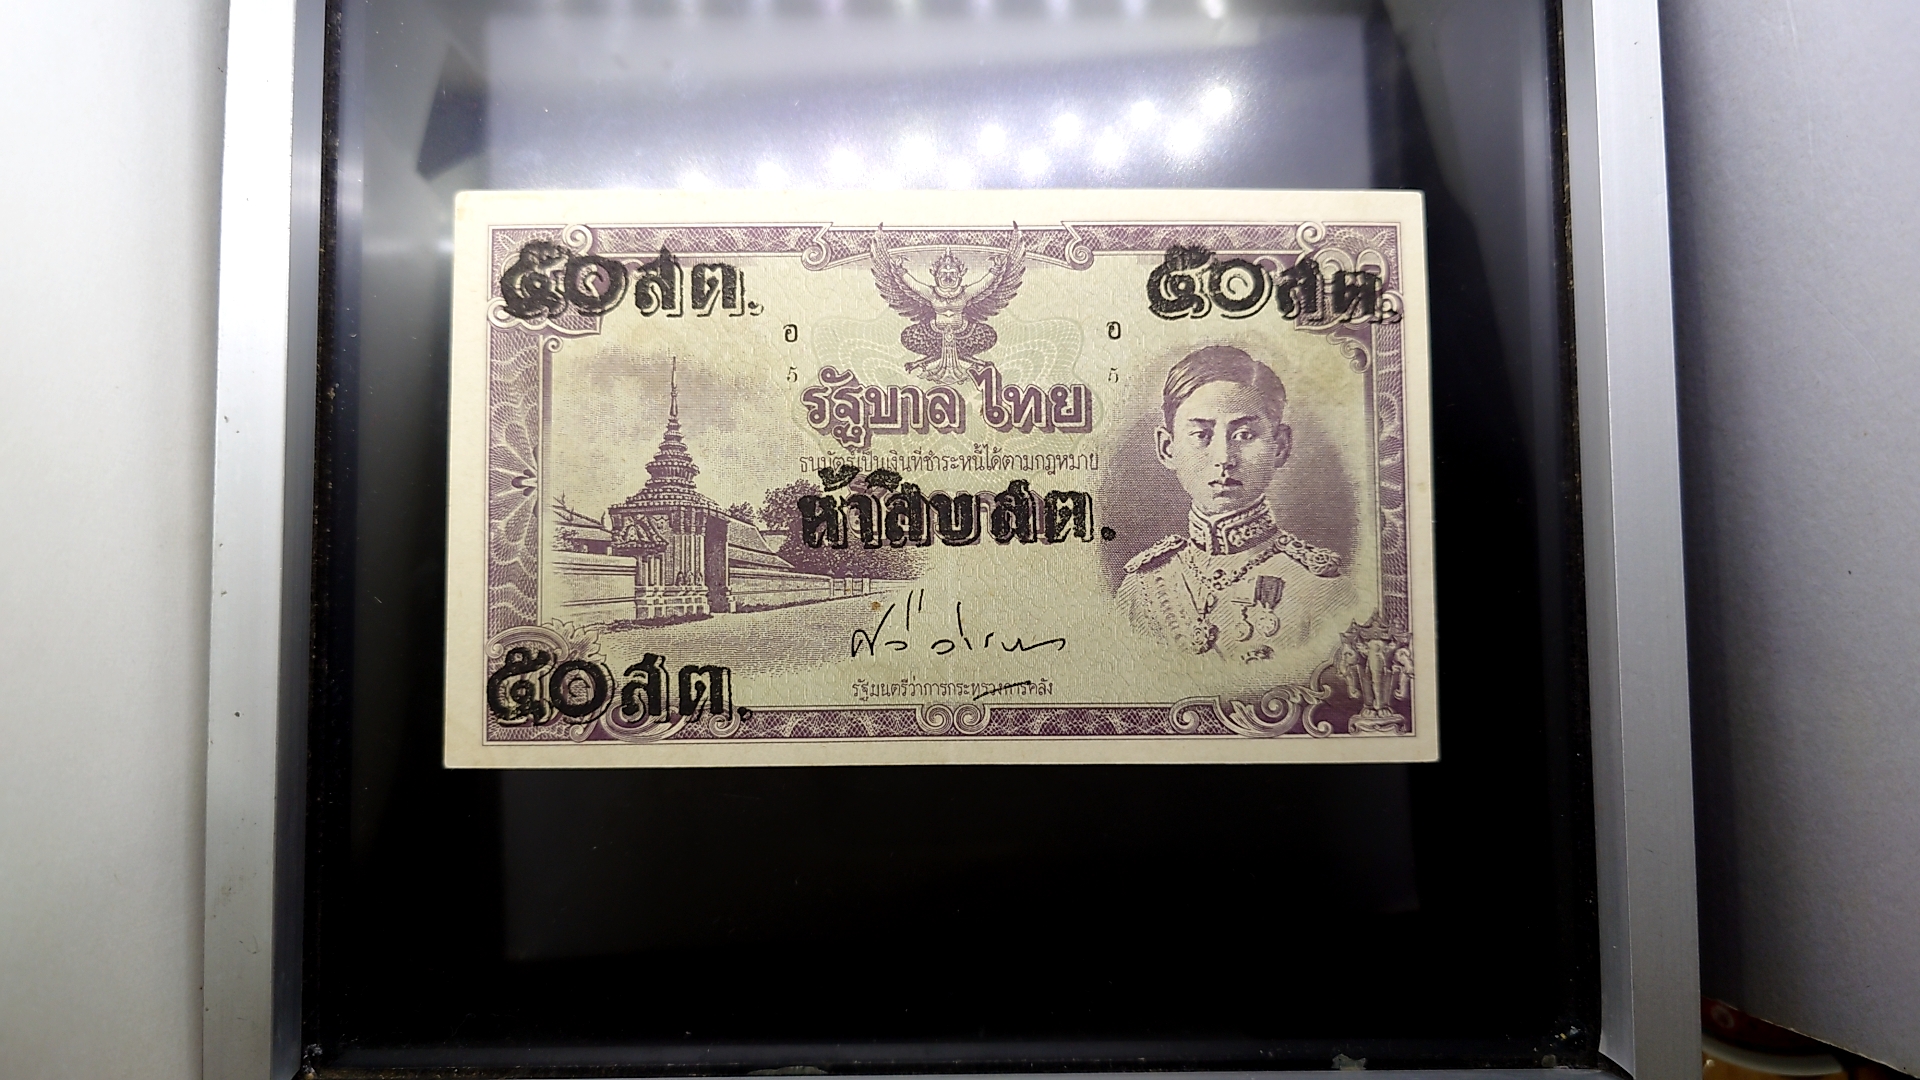 ๕๐สต. ๕๐สต.
อ อ
5 5
รัฐบาลไทย
ธนบัตร์เป็นเงินที่ชำระหนี้ได้ตามกฎหมาย
ห้าสิบสต.
รัฐมนตรีว่าการกระทรวงการคลัง
๕๐สต.